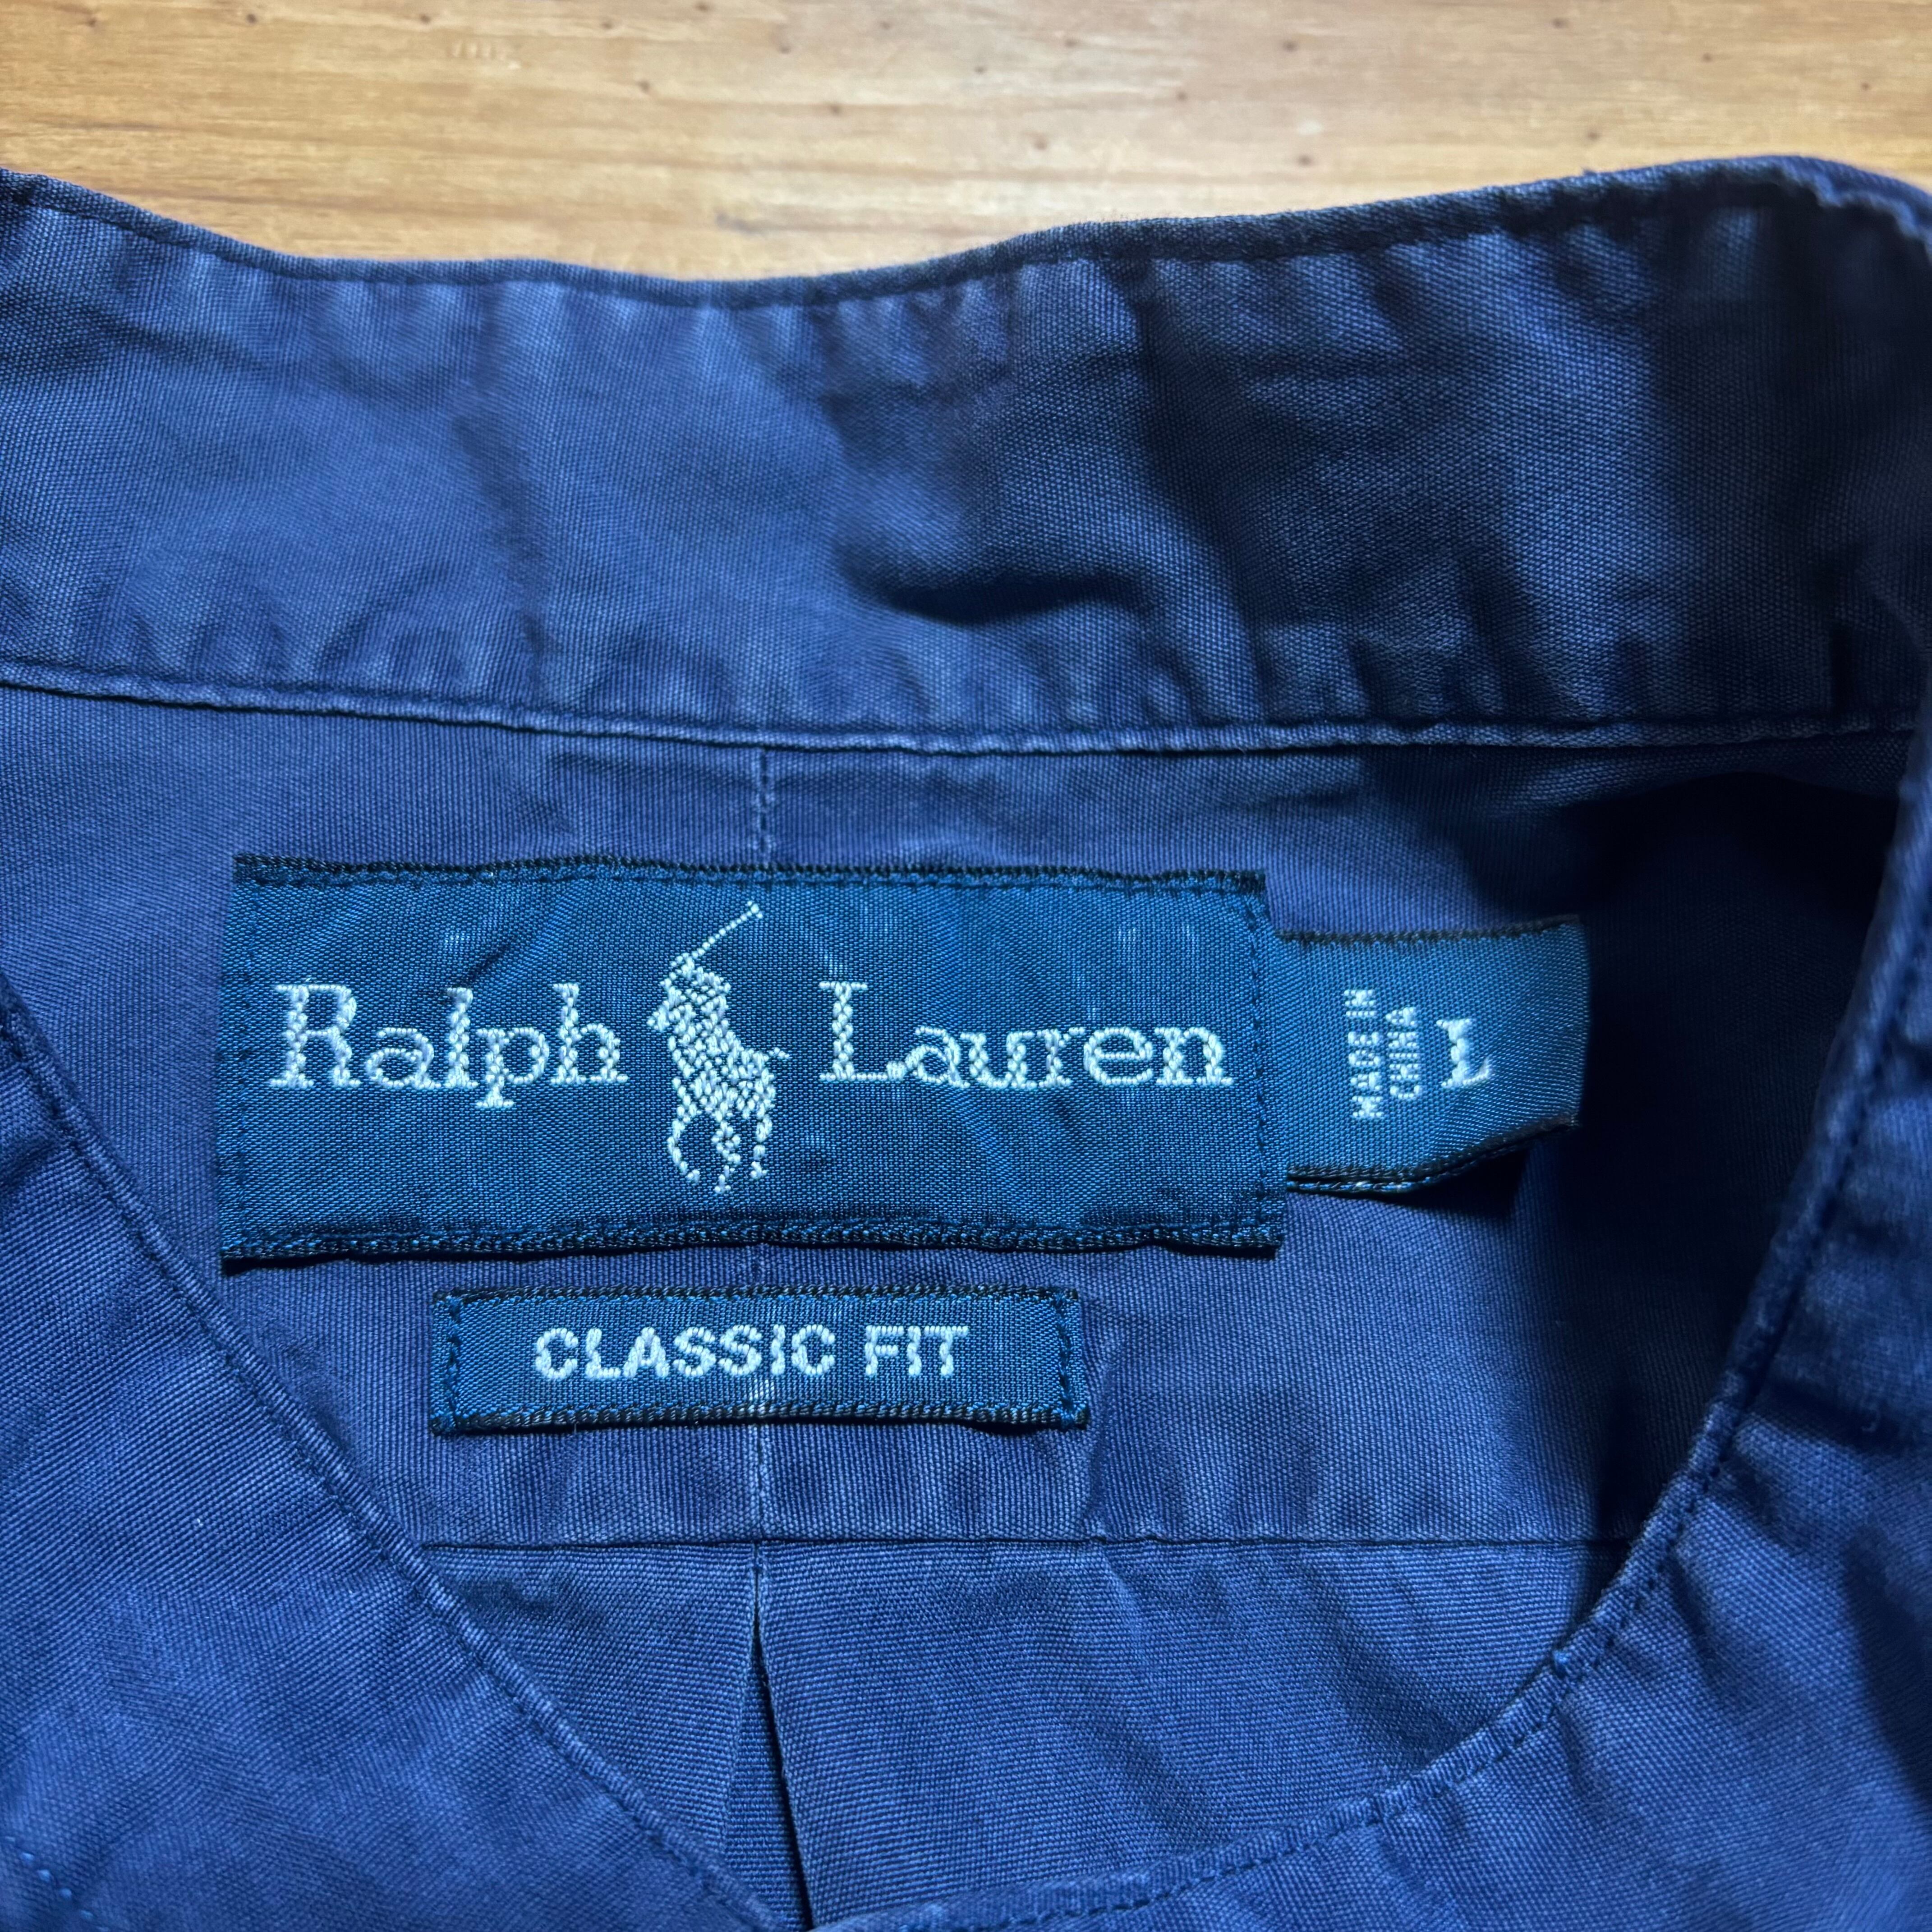 Ralph Lauren
MADE IN
CHINA
L
CLASSIC FIT